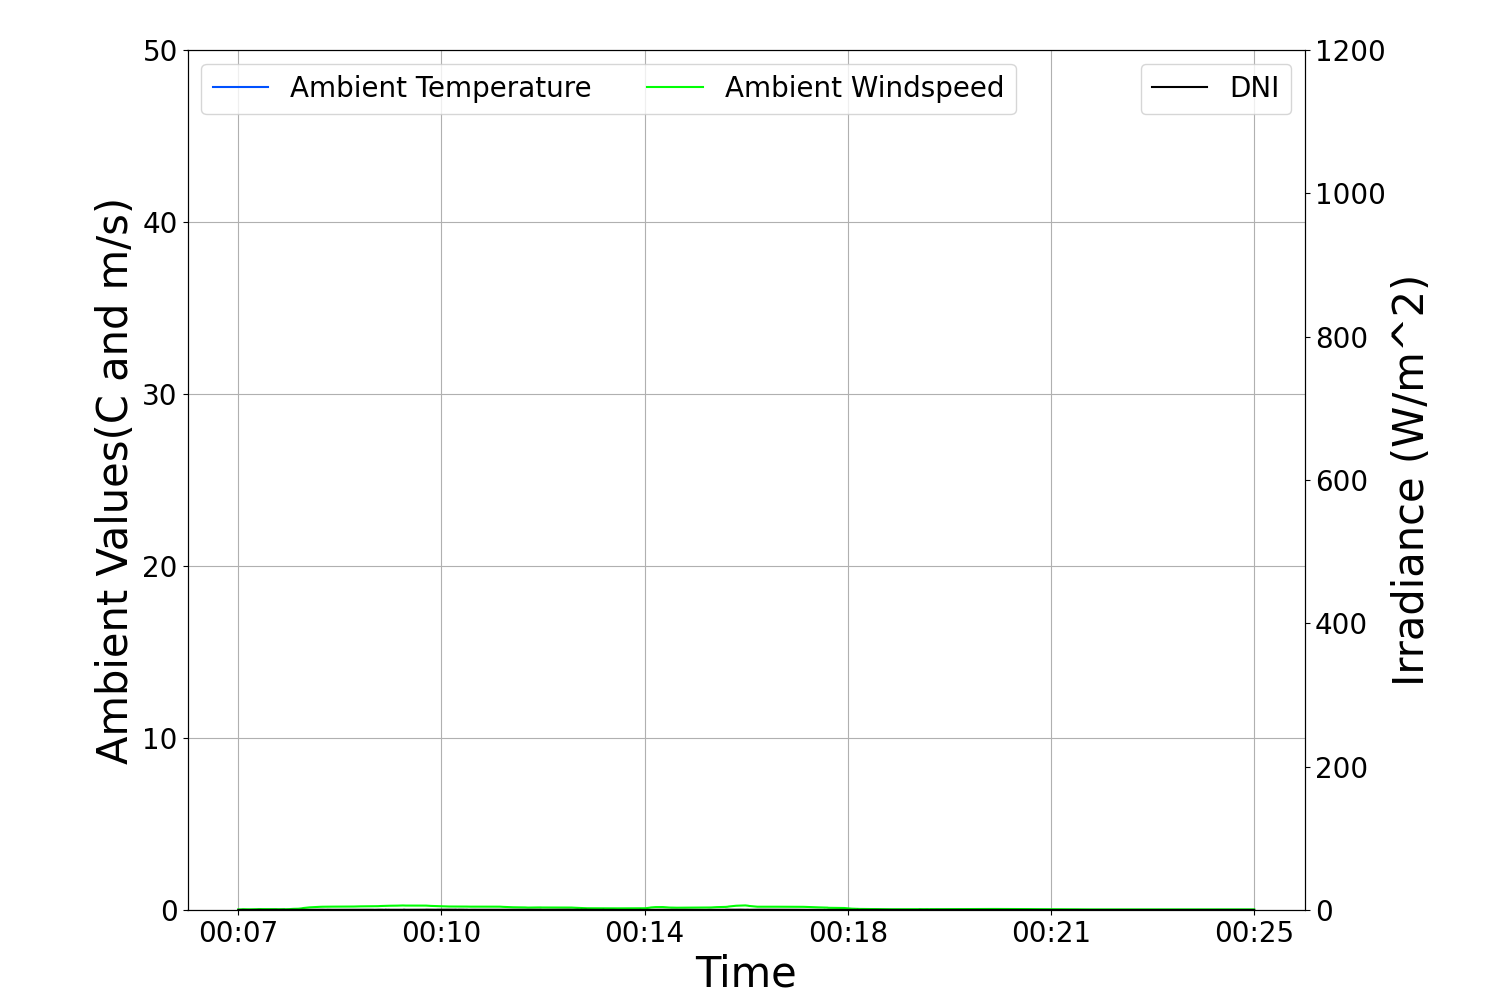 Ambient Temperature Ambient Windspeed DNI
Ambient Values(C and m/s)
50
40
30
20
10
0
1200
1000
800
600
400
200
0
Irradiance (W/m^2)
00:07 00:10 00:14 00:18 00:21 00:25
Time